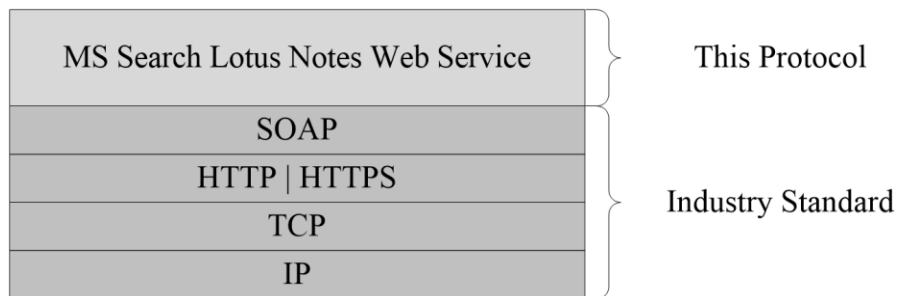 MS Search Lotus Notes Web Service
This Protocol
SOAP
HTTP | HTTPS
TCP
IP
Industry Standard